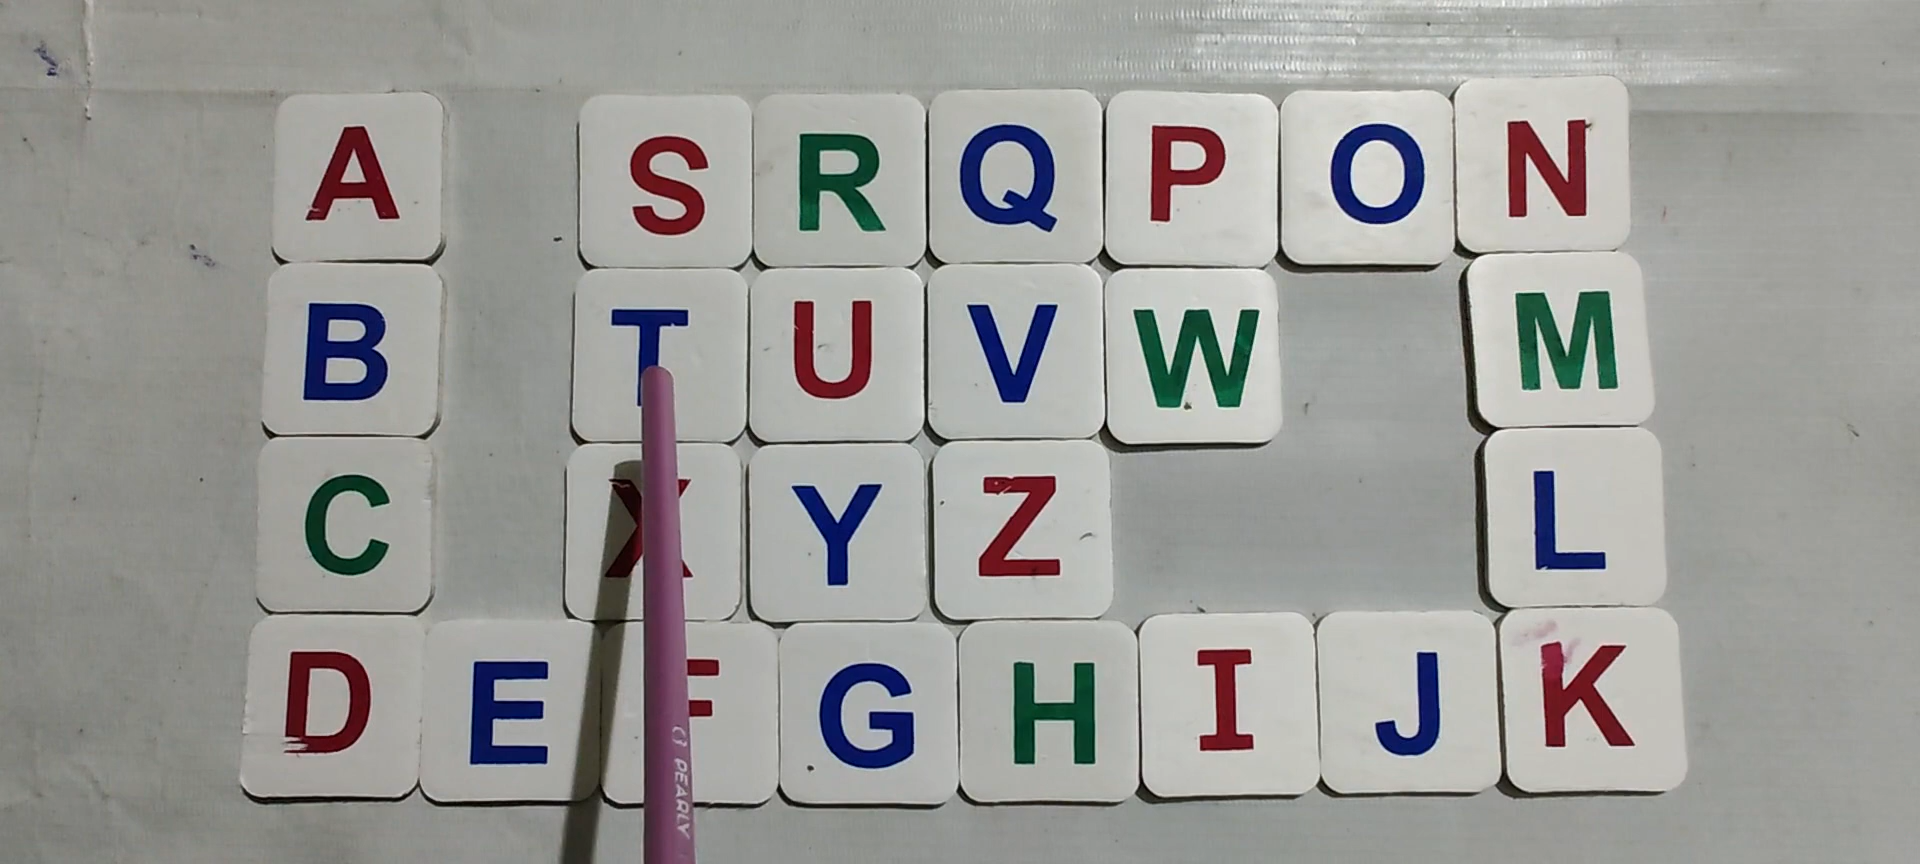 A S R Q P O N
B T U V W M
C X Y Z L
D E F G H I J K
PEARLY